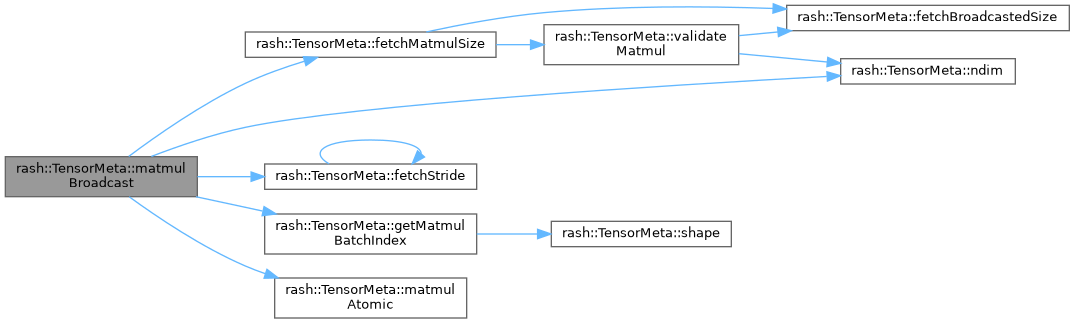 rash::TensorMeta::matmul
Broadcast
rash::TensorMeta::fetchMatmulSize
rash::TensorMeta::validate
Matmul
rash::TensorMeta::fetchBroadcastedSize
rash::TensorMeta::ndim
rash::TensorMeta::fetchStride
rash::TensorMeta::getMatmul
BatchIndex
rash::TensorMeta::shape
rash::TensorMeta::matmul
Atomic